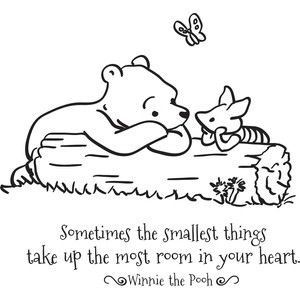 Sometimes the smallest things
take up the most room in your heart.
Winnie the Pooh